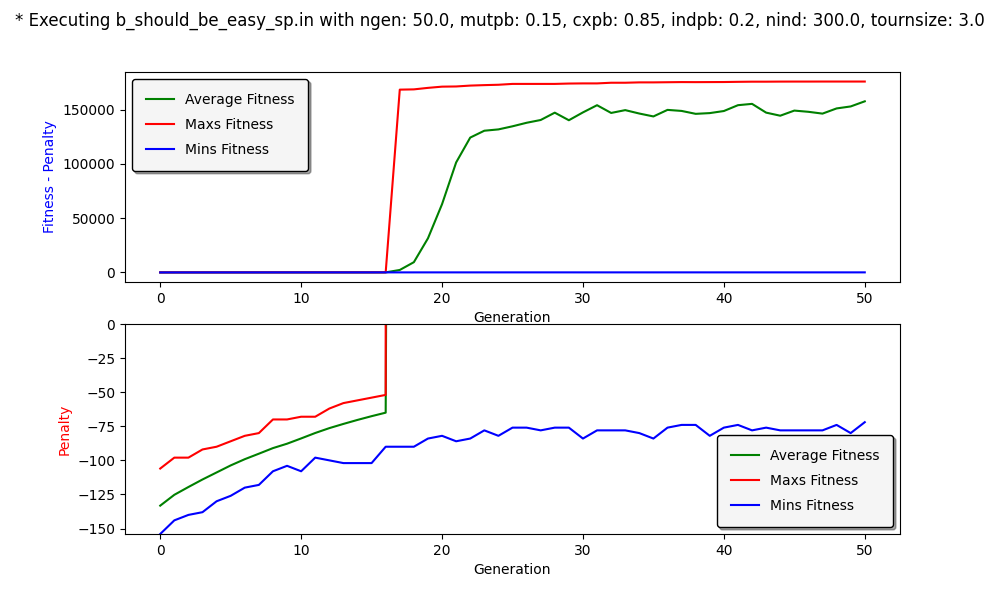 * Executing b_should_be_easy_sp.in with ngen: 50.0, mutpb: 0.15, cxpb: 0.85, indpb: 0.2, nind: 300.0, tournsize: 3.0
Fitness - Penalty
150000
100000
50000
0
Average Fitness
Maxs Fitness
Mins Fitness
0 10 20 30 40 50
Generation
Penalty
0
−25
−50
−75
−100
−125
−150
Average Fitness
Maxs Fitness
Mins Fitness
0 10 20 30 40 50
Generation